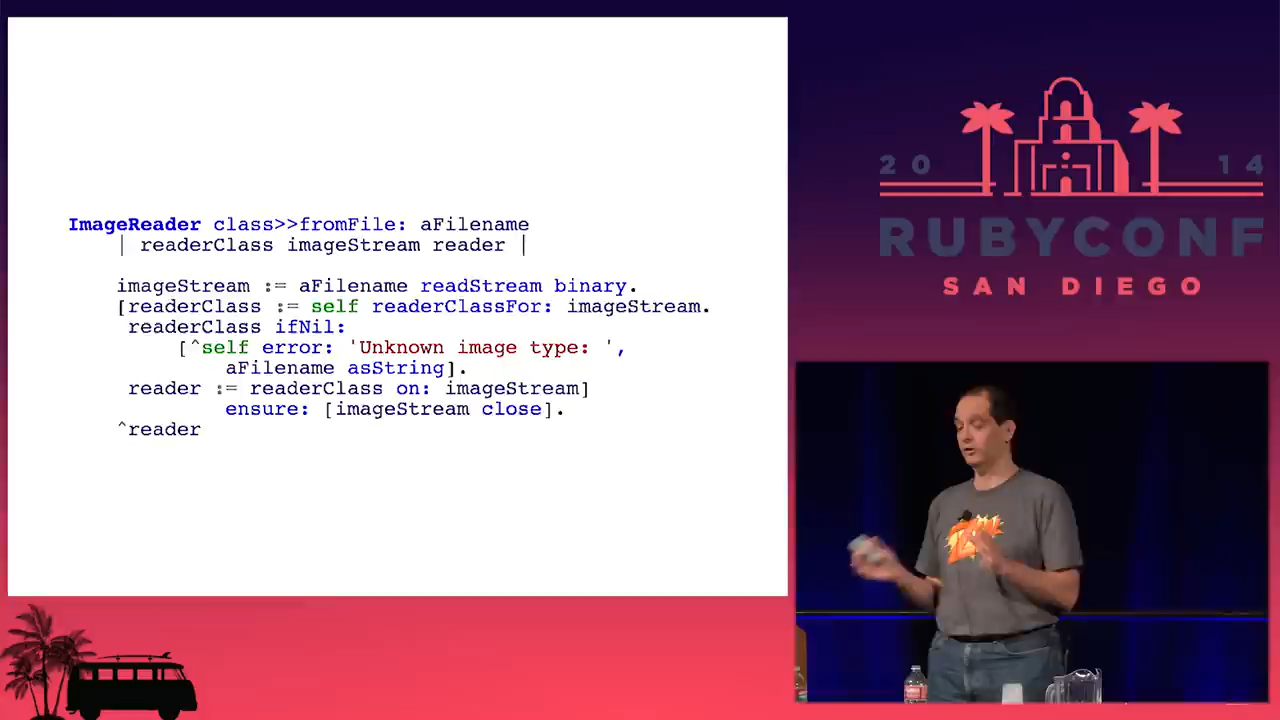 ImageReader class>>fromFile: aFilename
| readerClass imageStream reader |
imageStream := aFilename readStream binary.
[readerClass := self readerClassFor: imageStream.
readerClass ifNil:
[^self error: 'Unknown image type: ',
aFilename asString].
reader := readerClass on: imageStream]
ensure: [imageStream close].
^reader
20 14
RUBYCONF
SAN DIEGO